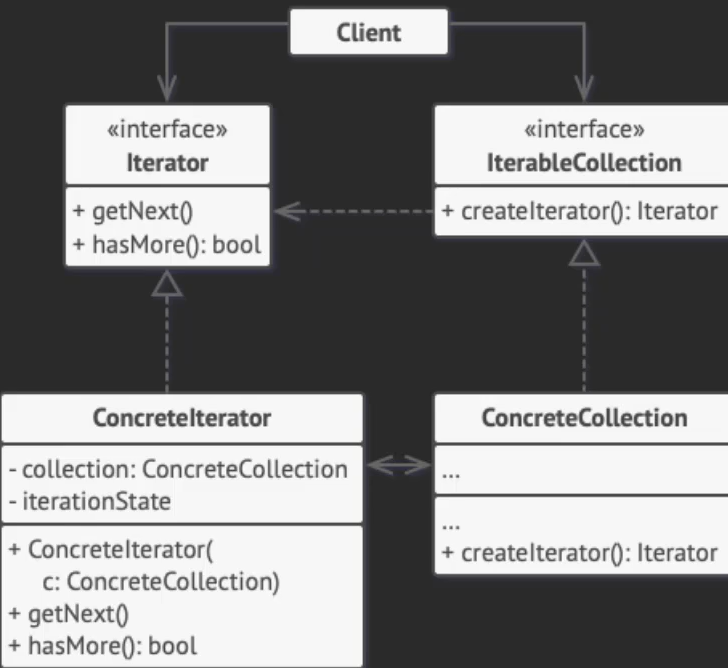 Client
«interface»
Iterator
+ getNext()
+ hasMore(): bool
«interface»
IterableCollection
+ createIterator(): Iterator
ConcreteIterator
- collection: ConcreteCollection
- iterationState
+ ConcreteIterator(
c: ConcreteCollection)
+ getNext()
+ hasMore(): bool
ConcreteCollection
...
...
+ createIterator(): Iterator